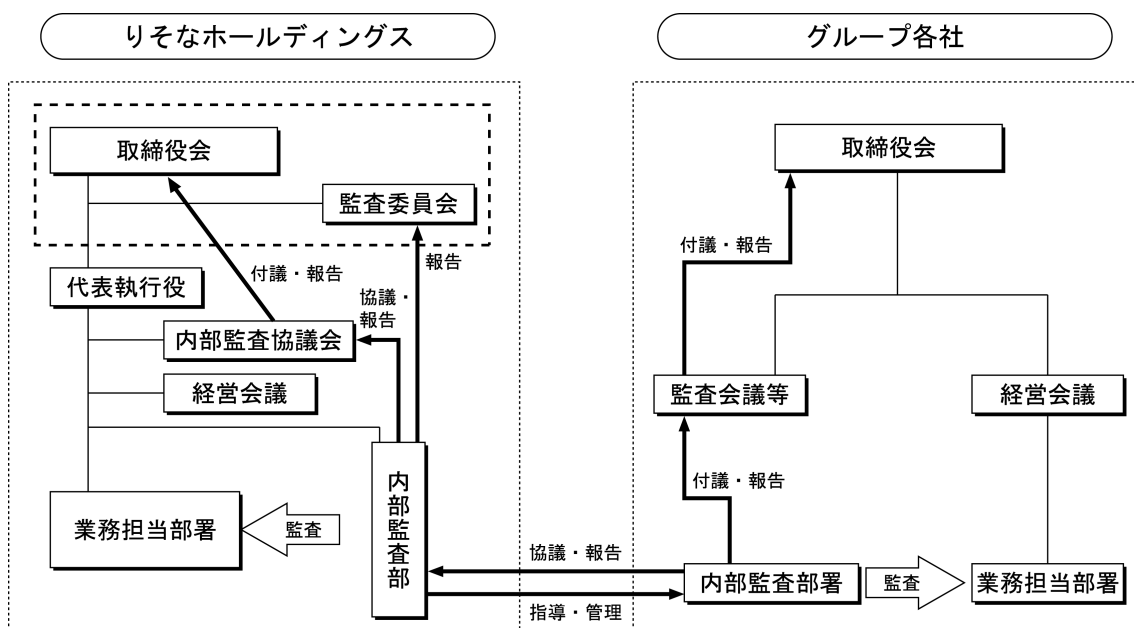 りそなホールディングス
グループ各社
取締役会
監査委員会
報告
代表執行役
付議・報告
協議・
報告
内部監査協議会
経営会議
内部監査部
業務担当部署
監査
取締役会
付議・報告
監査会議等
経営会議
付議・報告
協議・報告
指導・管理
内部監査部署
監査
業務担当部署